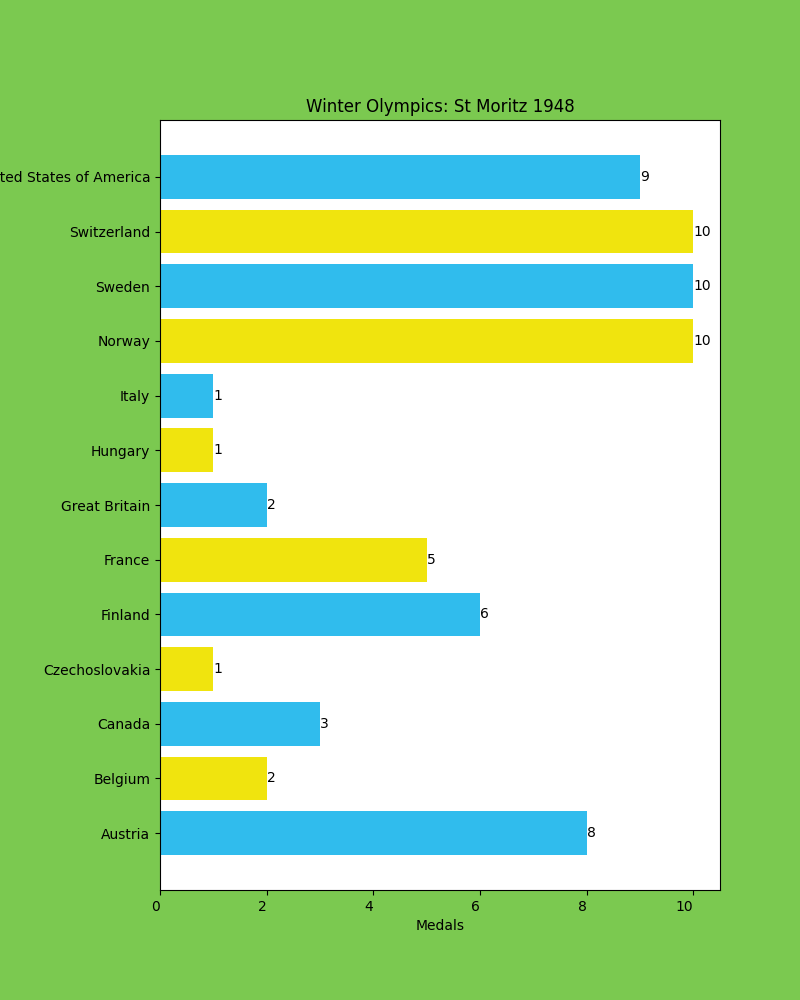 Winter Olympics: St Moritz 1948
ted States of America 9
Switzerland 10
Sweden 10
Norway 10
Italy 1
Hungary 1
Great Britain 2
France 5
Finland 6
Czechoslovakia 1
Canada 3
Belgium 2
Austria 8
0 2 4 6 8 10
Medals